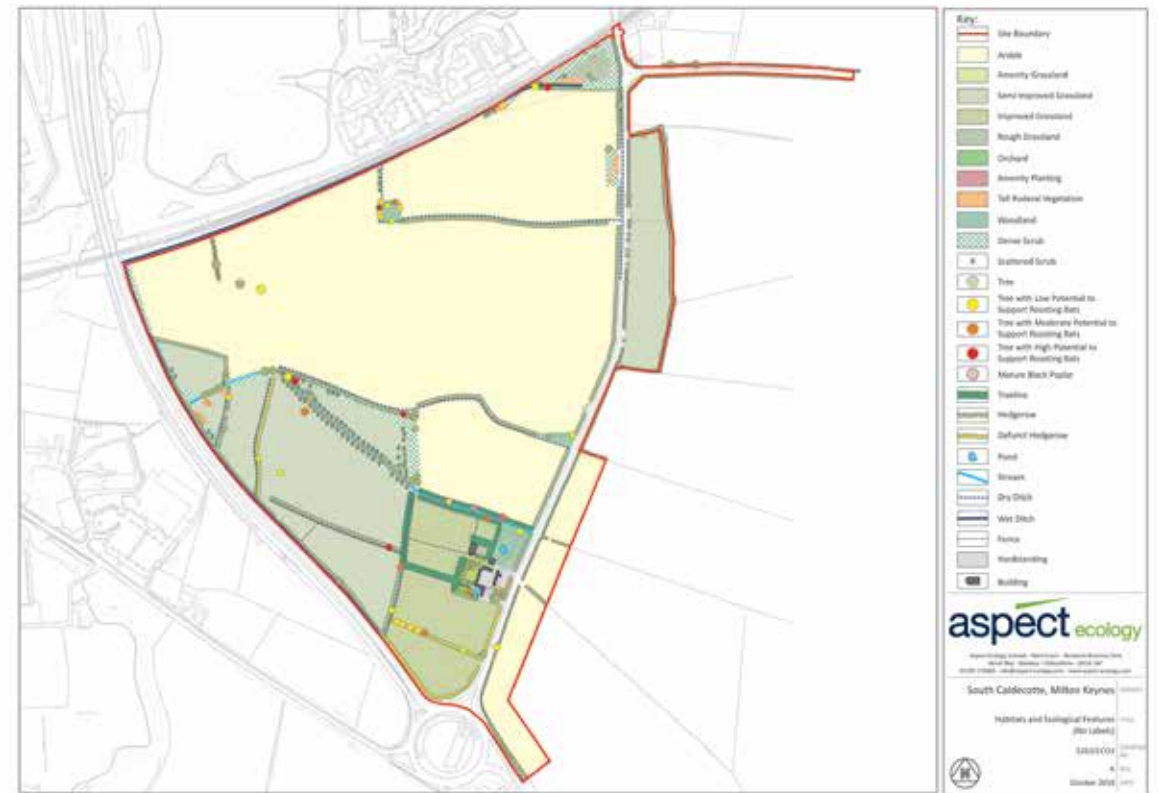 Key:
Site Boundary
Arable
Amenity Grassland
Semi-improved Grassland
Improved Grassland
Rough Grassland
Orchard
Amenity Planting
Tall Ruderal Vegetation
Woodland
Dense Scrub
Scattered Scrub
Tree
Tree with Low Potential to
Support Roosting Bats
Tree with Moderate Potential to
Support Roosting Bats
Tree with High Potential to
Support Roosting Bats
Mature Black Poplar
Treeline
Hedgerow
Defunct Hedgerow
Pond
Stream
Dry Ditch
Wet Ditch
Fence
Hardstanding
Building
aspect ecology
South Caldecotte, Milton Keynes
Habitats and Ecological Features
(No Labels)
A
N
October 2016